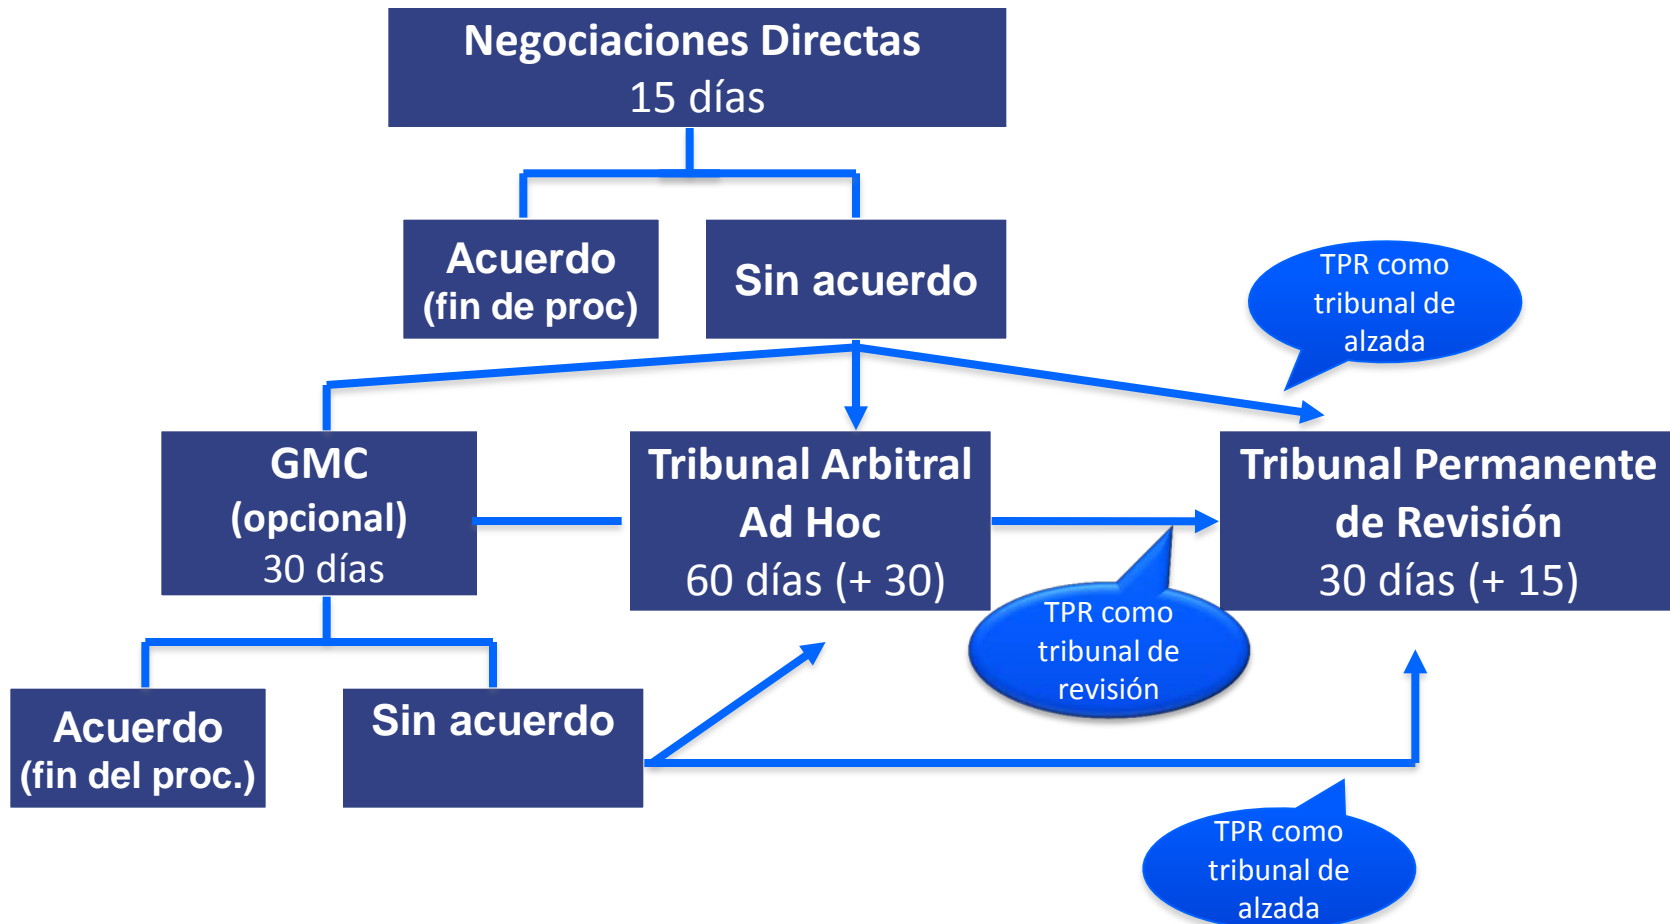 Negociaciones Directas
15 días
Acuerdo
(fin de proc)
Sin acuerdo
TPR como
tribunal de
alzada
GMC
(opcional)
30 días
Tribunal Arbitral
Ad Hoc
60 días (+ 30)
Tribunal Permanente
de Revisión
30 días (+ 15)
TPR como
tribunal de
revisión
Acuerdo
(fin del proc.)
Sin acuerdo
TPR como
tribunal de
alzada